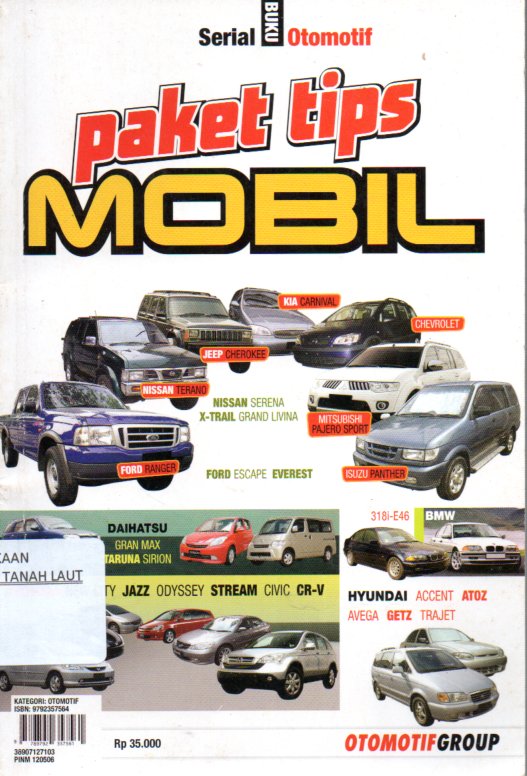 Serial BUKU Otomotif
paket tips
MOBIL
KIA CARNIVAL
CHEVROLET
JEEP CHEROKEE
NISSAN TERANO
NISSAN SERENA
X-TRAIL GRAND LIVINA
MITSUBISHI
PAJERO SPORT
FORD RANGER
FORD ESCAPE EVEREST
ISUZU PANTHER
DAIHATSU
GRAN MAX
TARUNA SIRION
318i-E46 BMW
KAAN
TANAH LAUT
TY JAZZ ODYSSEY STREAM CIVIC CR-V
HYUNDAI ACCENT ATOZ
AVEGA GETZ TRAJET
KATEGORI: OTOMOTIF
ISBN: 9792357564
38907127103
PINM 120506
Rp 35.000
OTOMOTIFGROUP